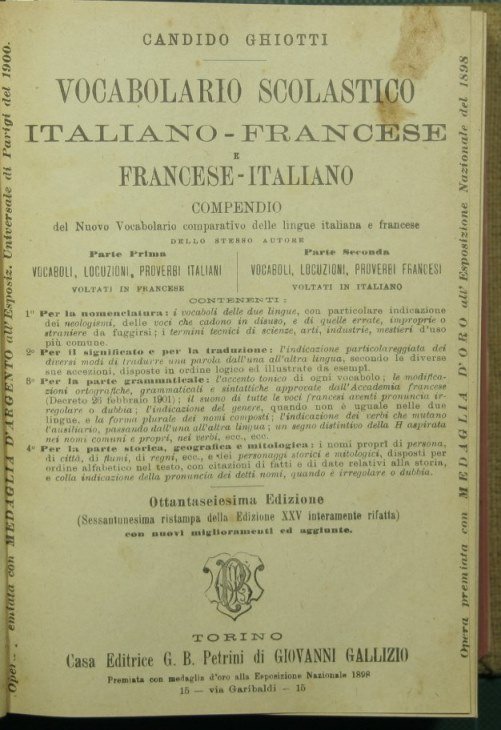 CANDIDO GHIOTTI
VOCABOLARIO SCOLASTICO
ITALIANO-FRANCESE
E
FRANCESE-ITALIANO
COMPENDIO
del Nuovo Vocabolario comparativo delle lingue italiana e francese
DELLO STESSO AUTORE
Parte Prima
VOCABOLI, LOCUZIONI, PROVERBI ITALIANI
VOLTATI IN FRANCESE
Parte Seconda
VOCABOLI, LOCUZIONI, PROVERBI FRANCESI
VOLTATI IN ITALIANO
CONTENENTI:
1º Per la nomenclatura: i vocaboli delle due lingue, con particolare indicazione
dei neologismi, delle voci che cadono in disuso, e di quelle errate, improprie o
straniere da fuggirsi; i termini tecnici di scienze, arti, industrie, mestieri d'uso
più comune.
2º Per il significato e per la traduzione: l'indicazione particolareggiata dei
diversi modi di tradurre una parola dall'una all'altra lingua, secondo le diverse
sue accezioni, disposte in ordine logico ed illustrate da esempi.
3º Per la parte grammaticale: l'accento tonico di ogni vocabolo; le modifica-
zioni ortografiche, grammaticali e sintattiche approvate dall'Accademia francese
(Decreto 26 febbraio 1901); il suono di tutte le voci francesi aventi pronuncia ir-
regolare o dubbia; l'indicazione del genere, quando non è uguale nelle due
lingue, e la forma plurale dei nomi composti; l'indicazione dei verbi che mutano
l'ausiliario, passando dall'una all'altra lingua; un segno distintivo della H aspirata
nei nomi comuni e propri, nei verbi, ecc., ecc.
4º Per la parte storica, geografica e mitologica: i nomi propri di persona,
di città, di fiumi, di regni, ecc., e dei personaggi storici e mitologici, disposti per
ordine alfabetico nel testo, con citazioni di fatti e di date relativi alla storia,
e colla indicazione della pronuncia dei detti nomi, quando è irregolare o dubbia.
Ottantaseiesima Edizione
(Sessantunesima ristampa della Edizione XXV interamente rifatta)
con nuovi miglioramenti ed aggiunte.
TORINO
Casa Editrice G. B. Petrini di GIOVANNI GALLIZIO
Premiata con medaglia d'oro alla Esposizione Nazionale 1898
15 — via Garibaldi — 15
emiata con MEDAGLIA D'ARGENTO all'Esposiz. Universale di Parigi del 1900.
Opera premiata con MEDAGLIA D'ORO all'Esposizione Nazionale del 1898